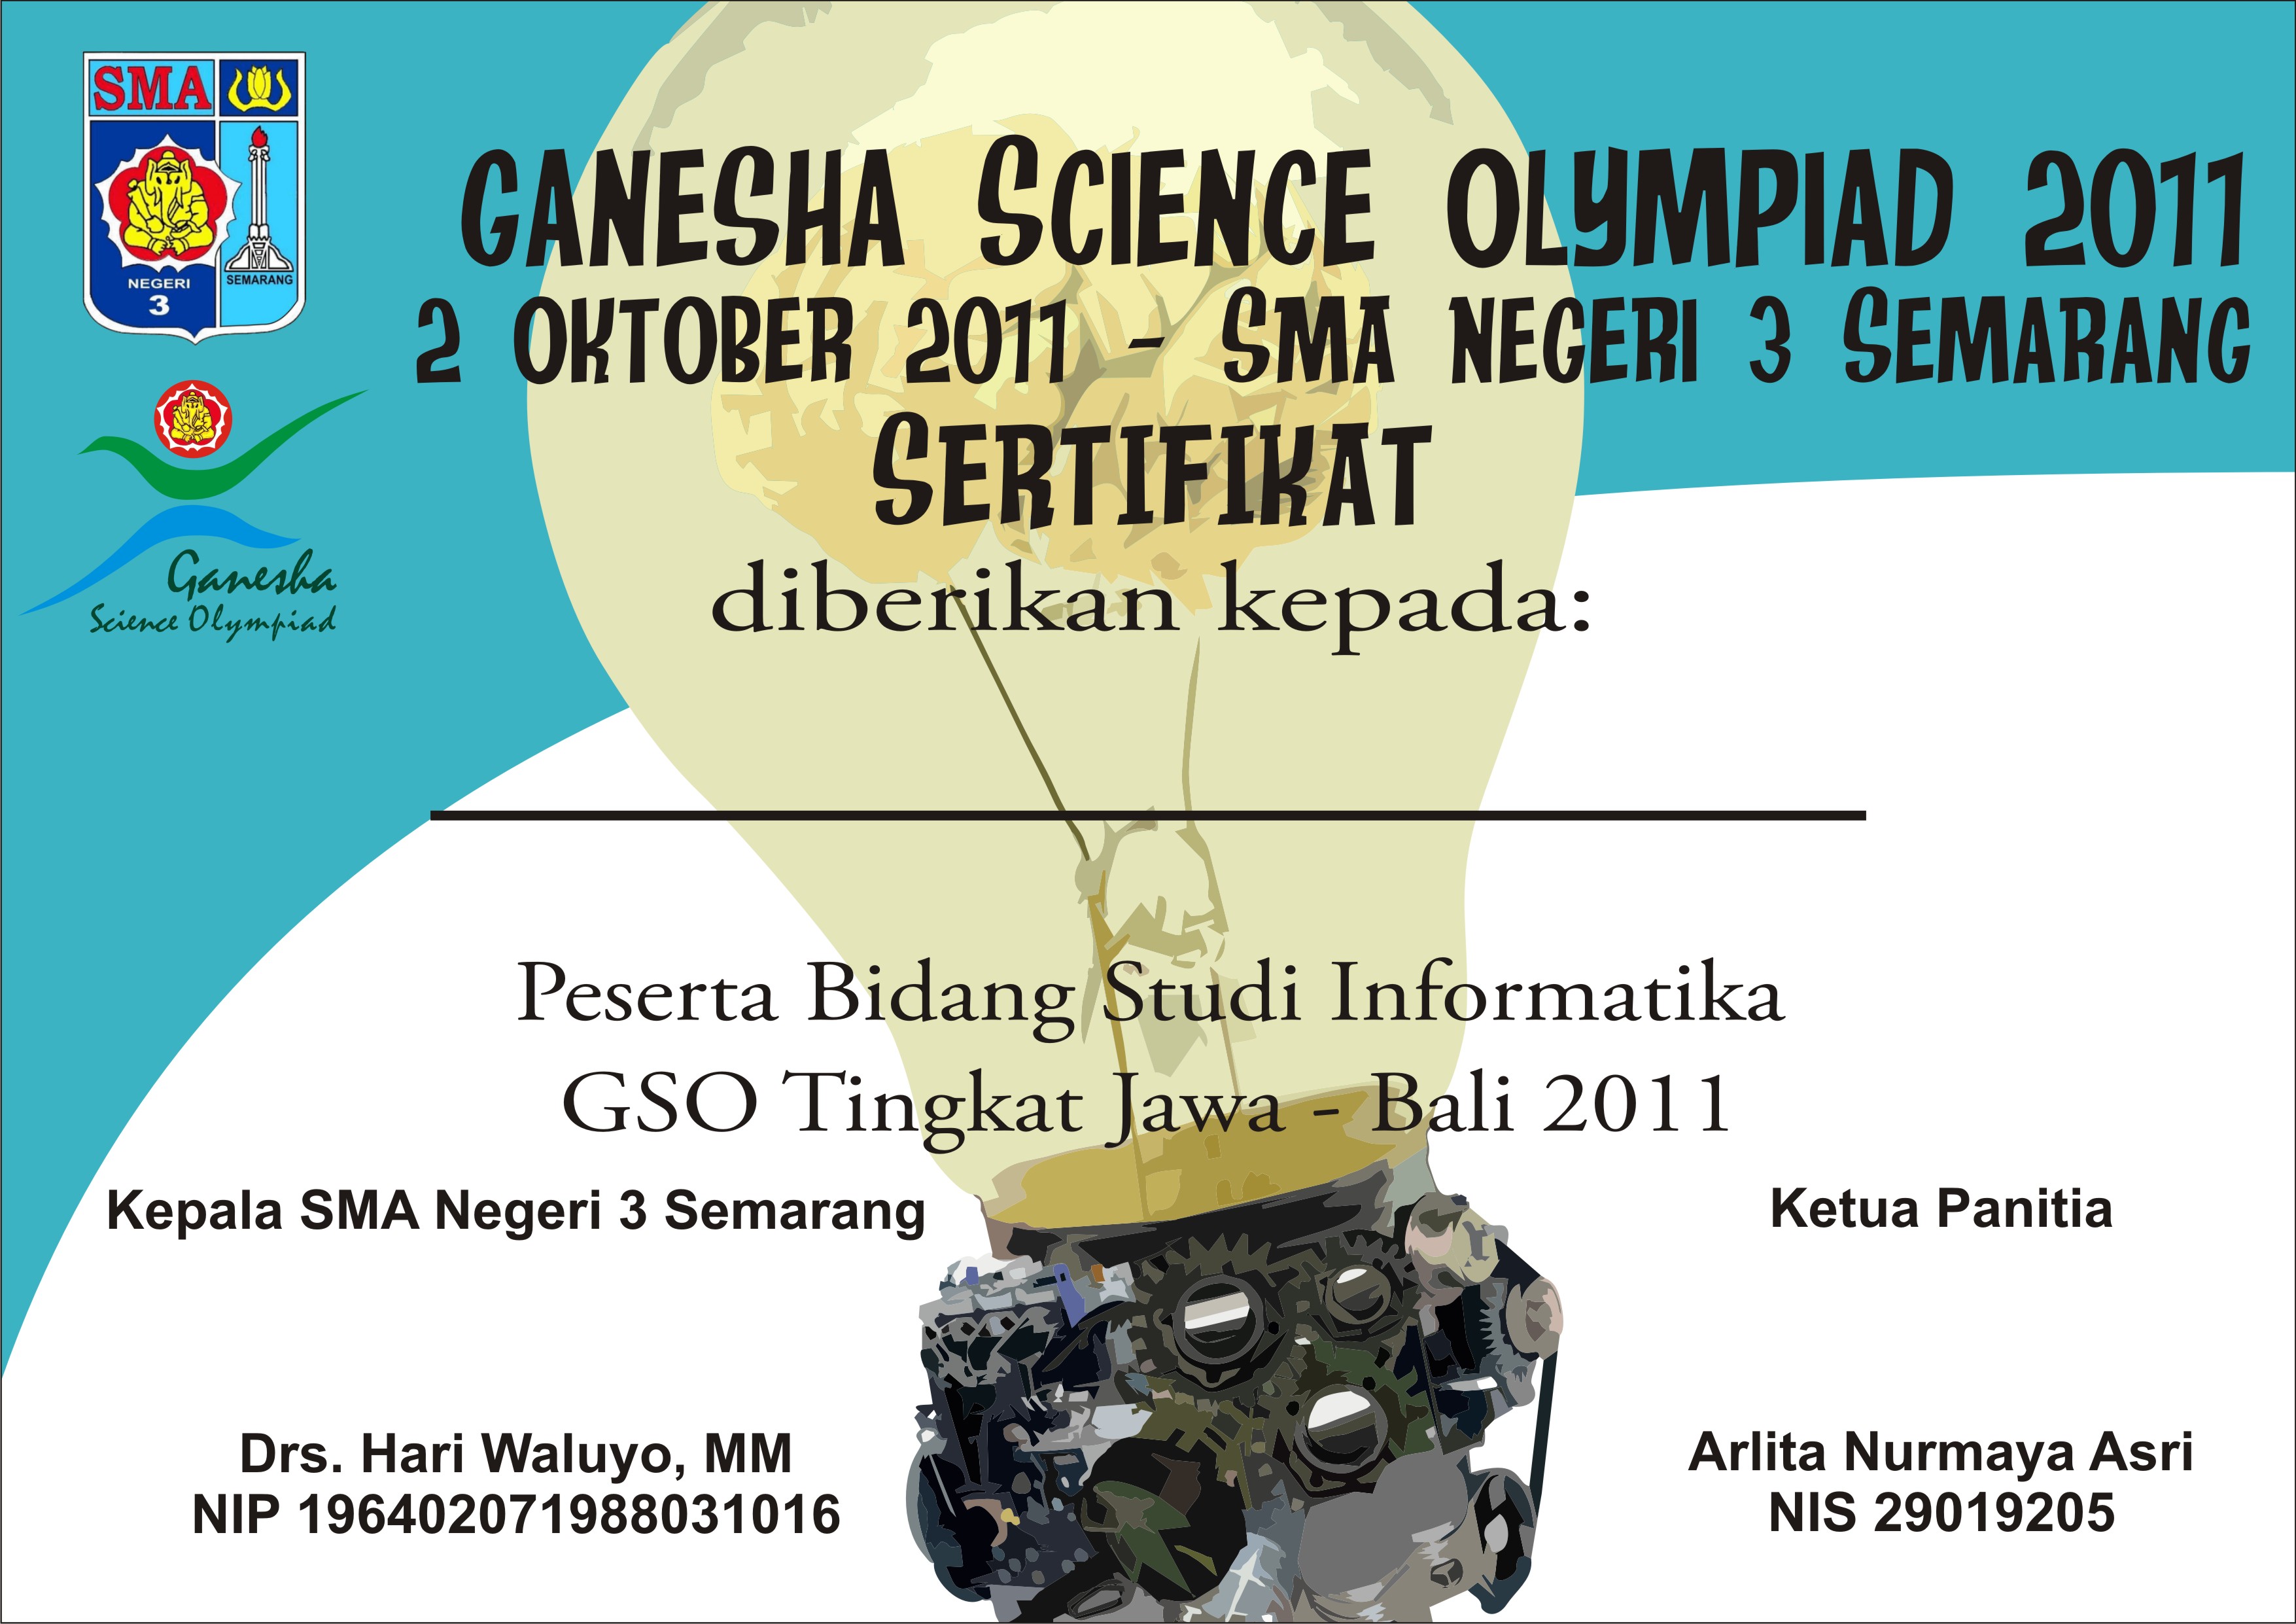 SMA
NEGERI
3
SEMARANG
Ganesha
Science Olympiad
GANESHA SCIENCE OLYMPIAD 2011
2 OKTOBER 2011 - SMA NEGERI 3 SEMARANG
SERTIFIKAT
diberikan kepada:
Peserta Bidang Studi Informatika
GSO Tingkat Jawa - Bali 2011
Kepala SMA Negeri 3 Semarang
Drs. Hari Waluyo, MM
NIP 196402071988031016
Ketua Panitia
Arlita Nurmaya Asri
NIS 29019205